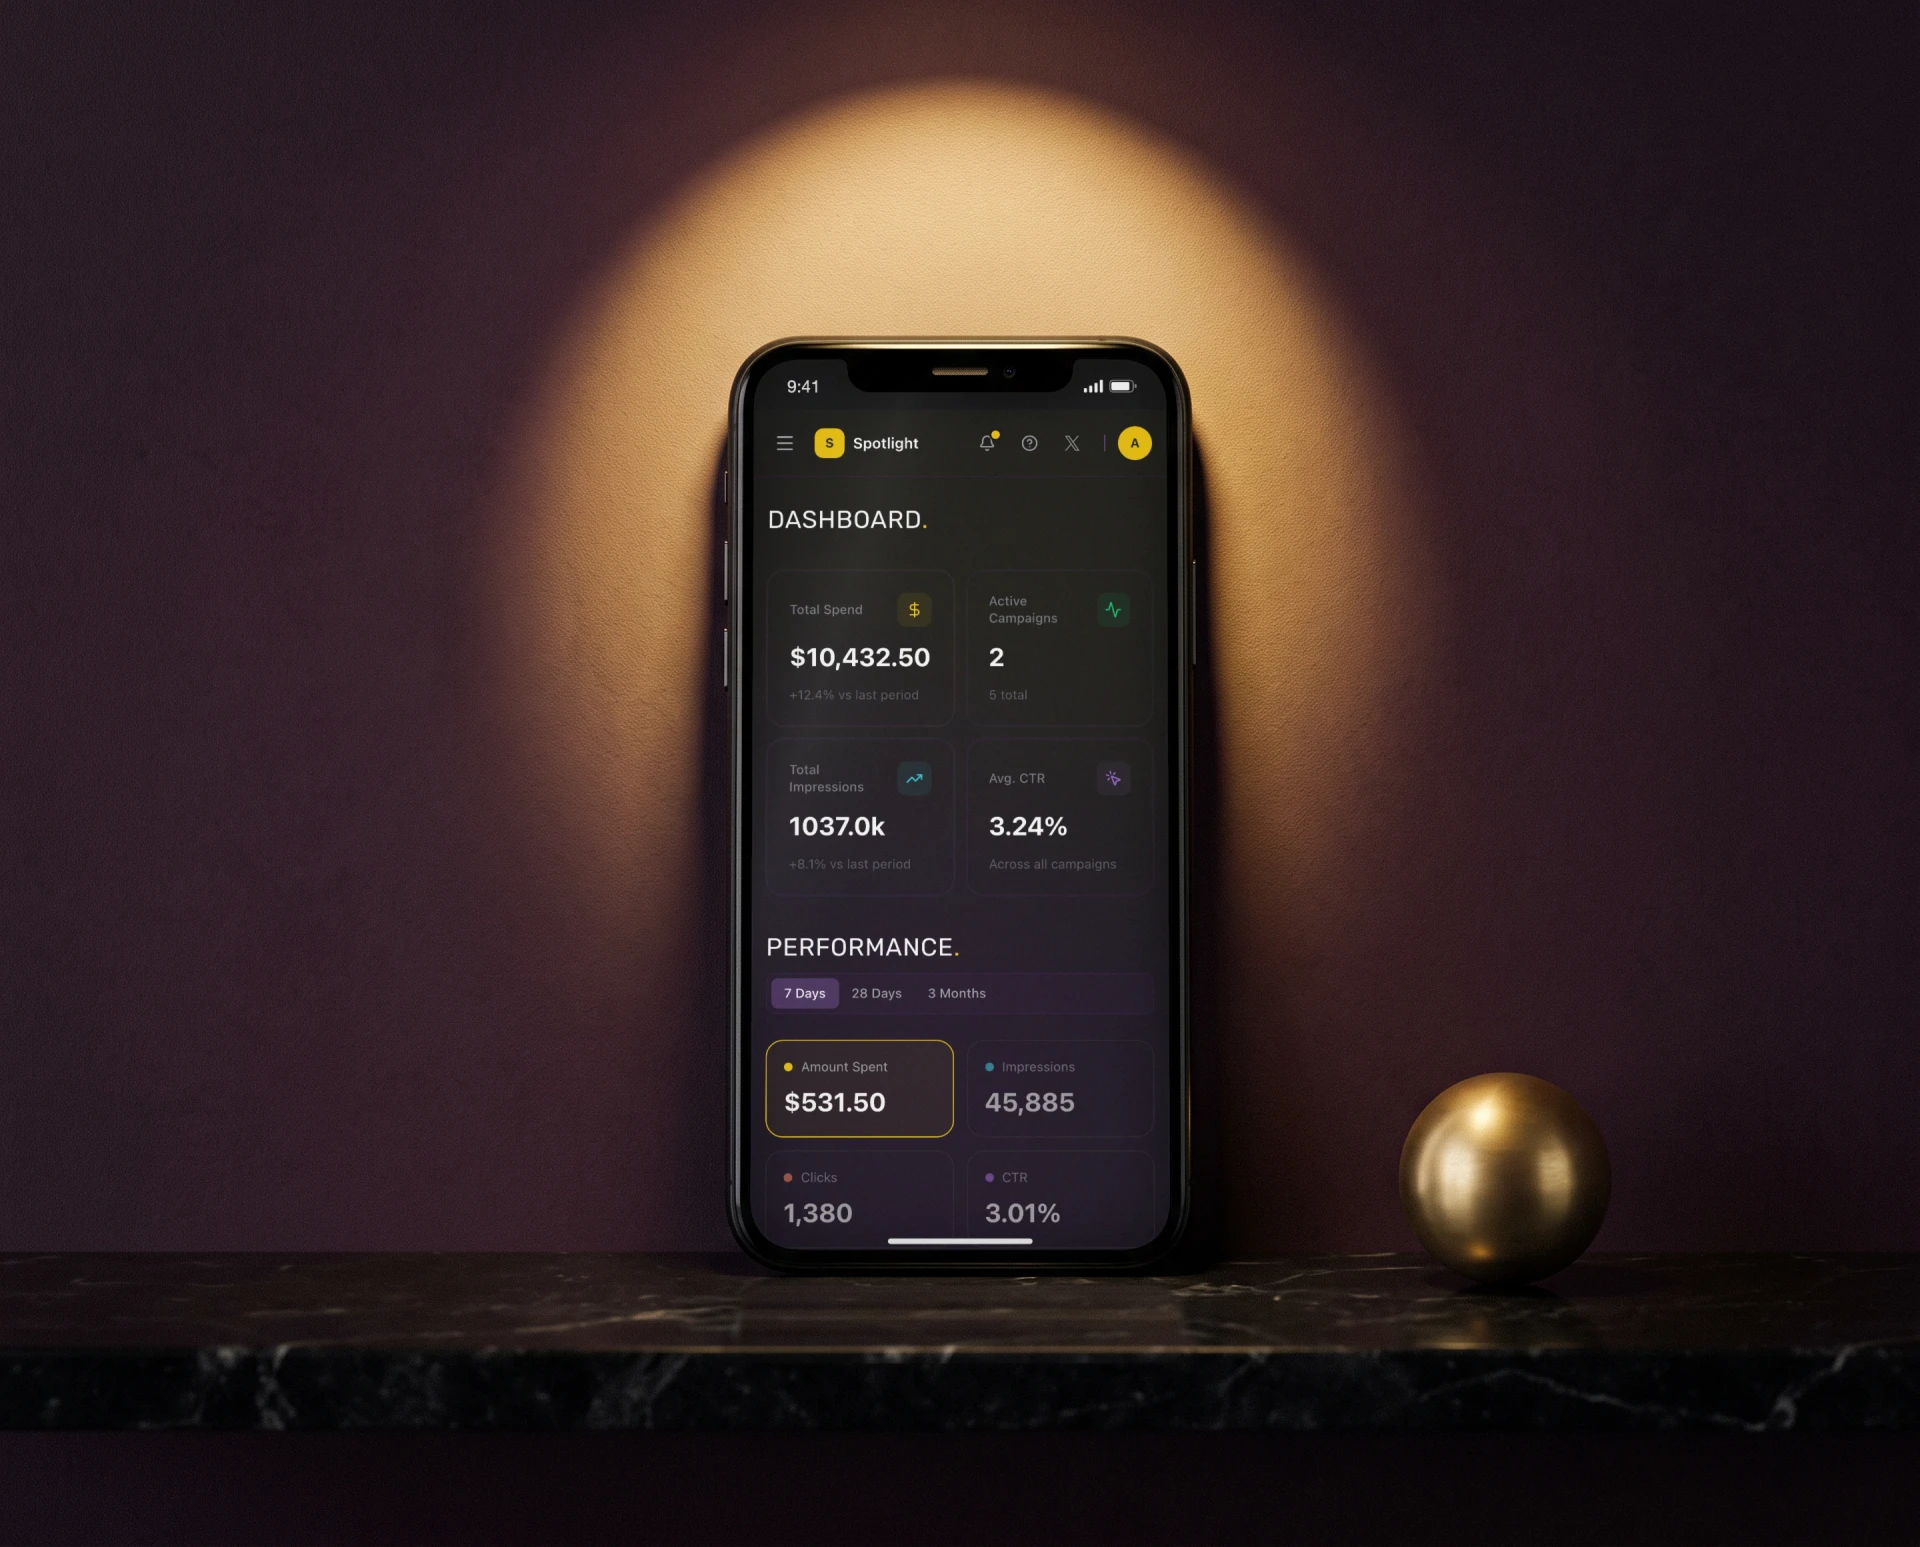 9:41
S Spotlight A
DASHBOARD.
Total Spend $
$10,432.50
+12.4% vs last period
Active
Campaigns
2
5 total
Total
Impressions
1037.0k
+8.1% vs last period
Avg. CTR
3.24%
Across all campaigns
PERFORMANCE.
7 Days 28 Days 3 Months
Amount Spent
$531.50
Impressions
45,885
Clicks
1,380
CTR
3.01%